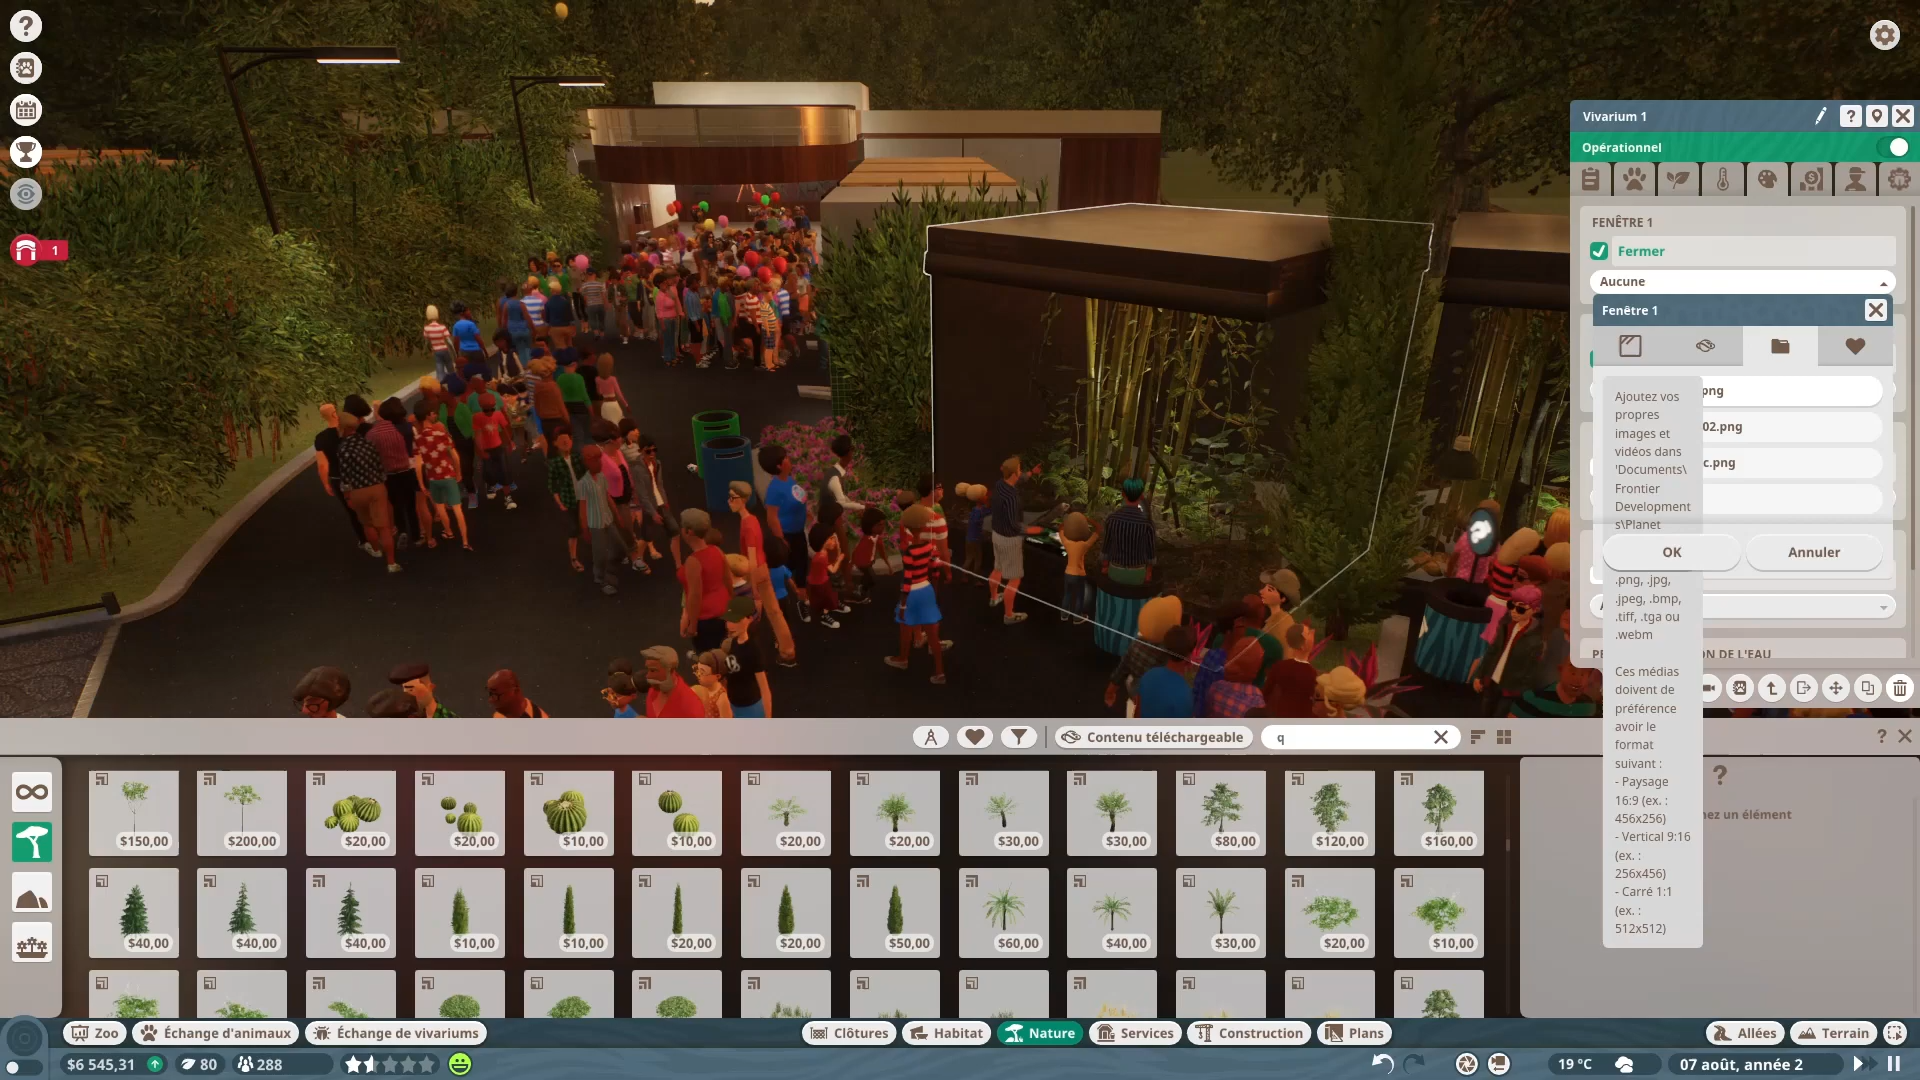 Vivarium 1
Opérationnel
FENÊTRE 1
Fermer
Aucune
Fenêtre 1
png
02.png
c.png
Ajoutez vos
propres
images et
vidéos dans
'Documents\
Frontier
Development
s\Planet
OK
Annuler
.png, .jpg,
.jpeg, .bmp,
.tiff, .tga ou
.webm
ON DE L'EAU
Ces médias
doivent de
préférence
avoir le
format
suivant :
- Paysage
16:9 (ex. :
456x256)
- Vertical 9:16
(ex. :
256x456)
- Carré 1:1
(ex. :
512x512)
nez un élément
1
Contenu téléchargeable
q
$150,00
$200,00
$20,00
$20,00
$10,00
$10,00
$20,00
$20,00
$30,00
$30,00
$80,00
$120,00
$160,00
$40,00
$40,00
$40,00
$10,00
$10,00
$20,00
$20,00
$50,00
$60,00
$40,00
$30,00
$20,00
$10,00
Zoo
Échange d'animaux
Échange de vivariums
Clôtures
Habitat
Nature
Services
Construction
Plans
Allées
Terrain
$6 545,31
80
288
19 °C
07 août, année 2